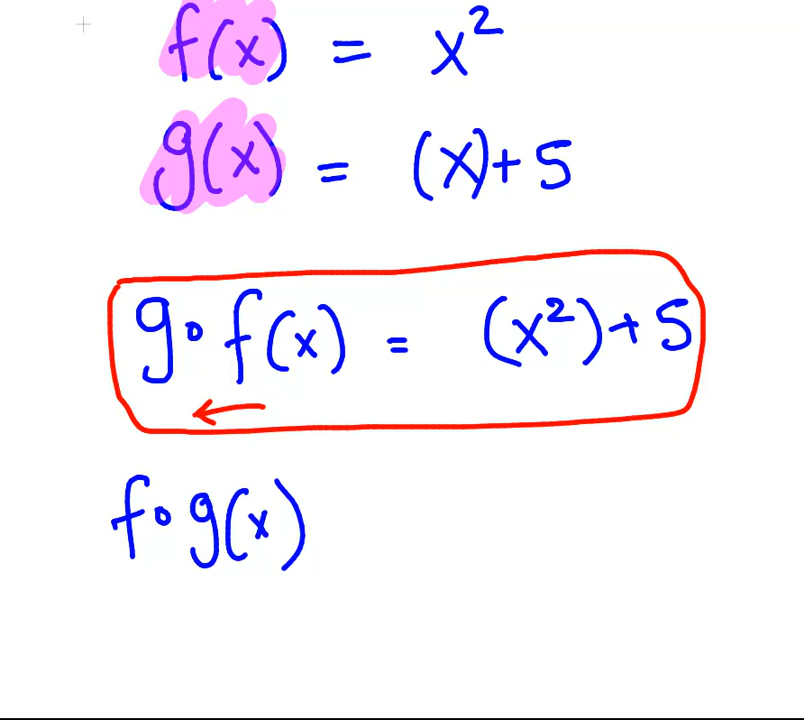 f(x) = x²
g(x) = (x)+5
g∘f(x) = (x²)+5
f∘g(x)